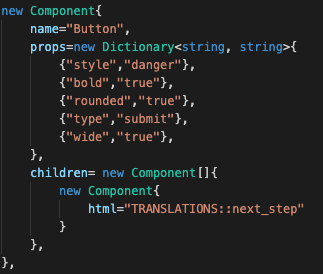 new Component{
    name="Button",
    props=new Dictionary<string, string>{
        {"style","danger"},
        {"bold","true"},
        {"rounded","true"},
        {"type","submit"},
        {"wide","true"},
    },
    children= new Component[]{
        new Component{
            html="TRANSLATIONS::next_step"
        }
    },
},